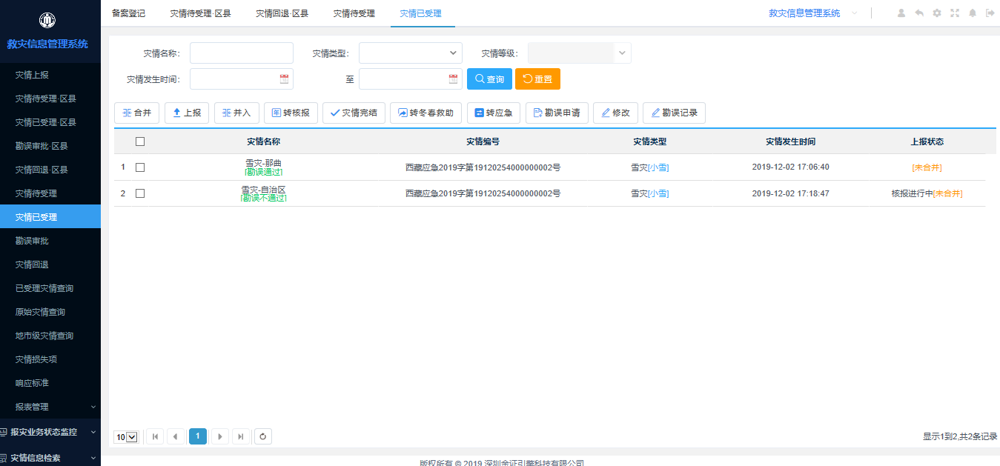 救灾信息管理系统
灾情上报
灾情待受理·区县
灾情已受理·区县
勘误审批·区县
灾情回退·区县
灾情待受理
灾情已受理
勘误审批
灾情回退
已受理灾情查询
原始灾情查询
地市级灾情查询
灾情损失项
响应标准
报表管理
报灾业务状态监控
灾情信息检索
备案登记 灾情待受理·区县 灾情回退·区县 灾情待受理 灾情已受理 救灾信息管理系统
灾情名称: 灾情类型: 灾情等级:
灾情发生时间: 至 查询 重置
合并 上报 并入 转核报 灾情完结 转冬春救助 转应急 勘误申请 修改 勘误记录
灾情名称 灾情编号 灾情类型 灾情发生时间 上报状态
1 雪灾-那曲 西藏应急2019字第19120254000000002号 雪灾[小雪] 2019-12-02 17:06:40 [未合并]
[勘误通过]
2 雪灾-自治区 西藏应急2019字第19120254000000002号 雪灾[小雪] 2019-12-02 17:18:47 核报进行中[未合并]
[勘误不通过]
10 1 显示1到2,共2条记录
版权所有 © 2019 深圳金证引擎科技有限公司